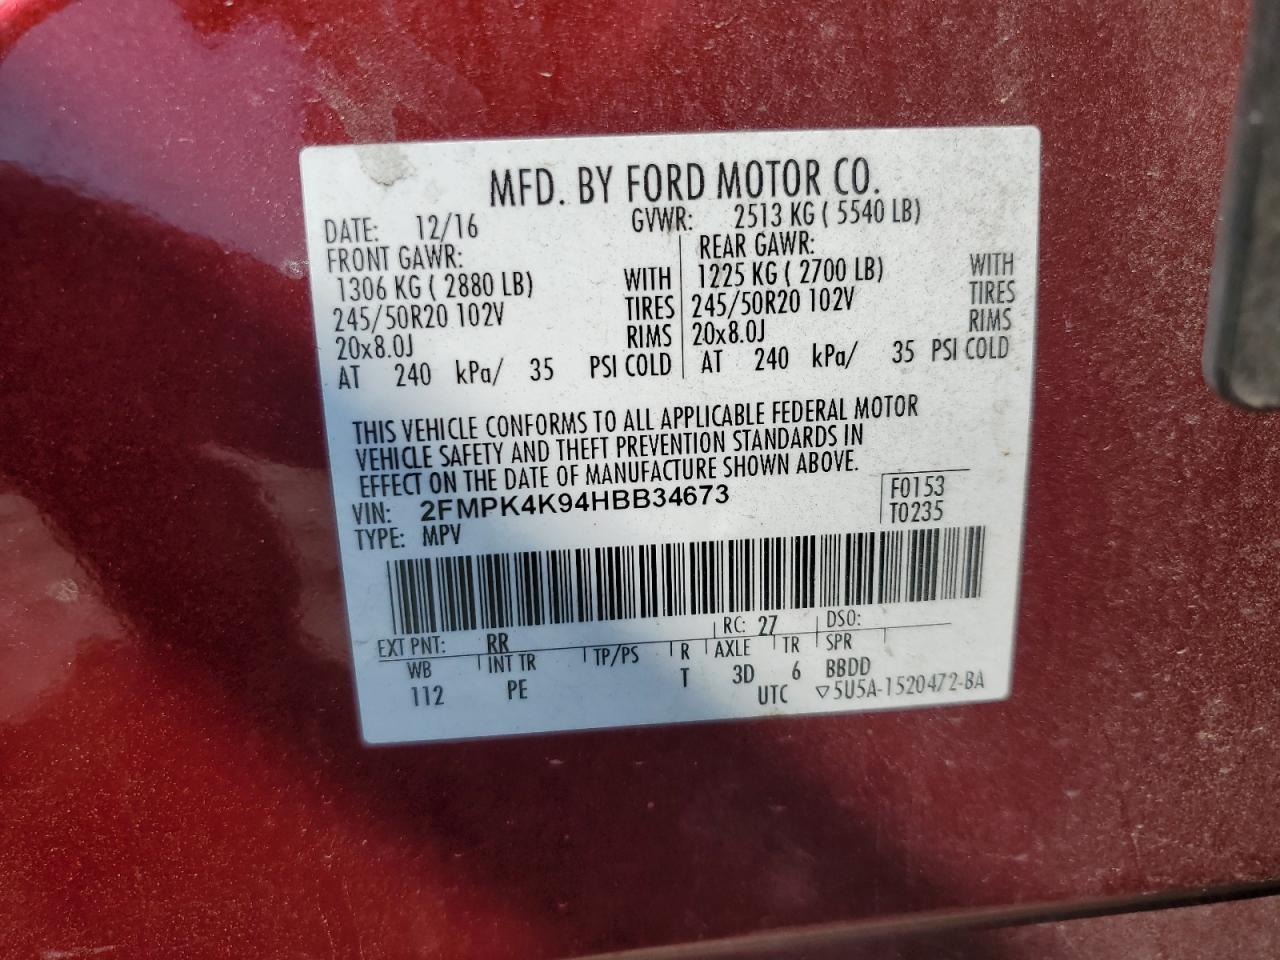 MFD. BY FORD MOTOR CO.
DATE: 12/16 GVWR: 2513 KG ( 5540 LB)
FRONT GAWR: REAR GAWR:
1306 KG ( 2880 LB) WITH 1225 KG ( 2700 LB) WITH
245/50R20 102V TIRES 245/50R20 102V TIRES
20x8.0J RIMS 20x8.0J RIMS
AT 240 kPa/ 35 PSI COLD AT 240 kPa/ 35 PSI COLD
THIS VEHICLE CONFORMS TO ALL APPLICABLE FEDERAL MOTOR
VEHICLE SAFETY AND THEFT PREVENTION STANDARDS IN
EFFECT ON THE DATE OF MANUFACTURE SHOWN ABOVE.
VIN: 2FMPK4K94HBB34673 F0153
TYPE: MPV T0235
EXT PNT: RR RC: 27 DSO:
WB INT TR TP/PS R AXLE TR SPR
112 PE T 3D 6 BBDD
UTC ▽5U5A-1520472-BA